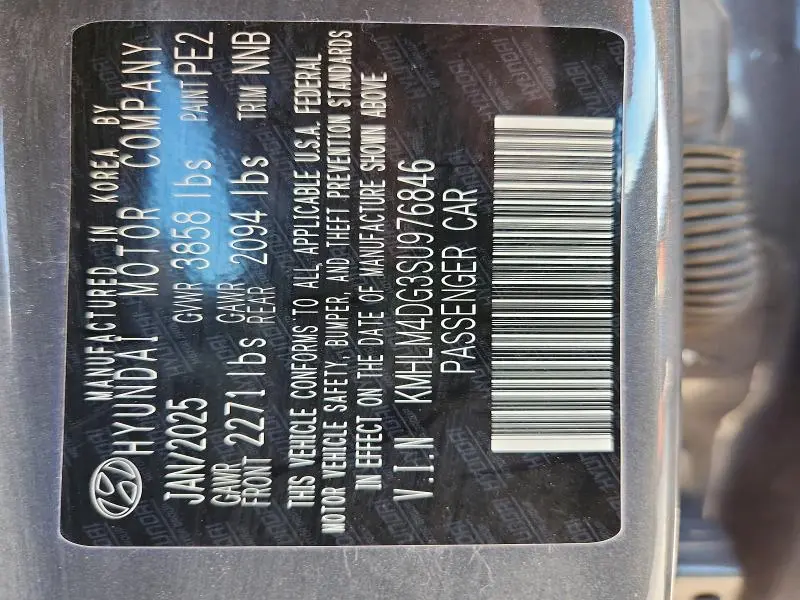 MANUFACTURED IN KOREA BY
HYUNDAI MOTOR COMPANY
JAN/2025 GVWR 3858 lbs PAINT PE2
GAWR FRONT 2271 lbs GAWR REAR 2094 lbs TRIM NNB
THIS VEHICLE CONFORMS TO ALL APPLICABLE U.S.A. FEDERAL
MOTOR VEHICLE SAFETY, BUMPER, AND THEFT PREVENTION STANDARDS
IN EFFECT ON THE DATE OF MANUFACTURE SHOWN ABOVE
V.I.N KMHLM4DG3SU976846
PASSENGER CAR